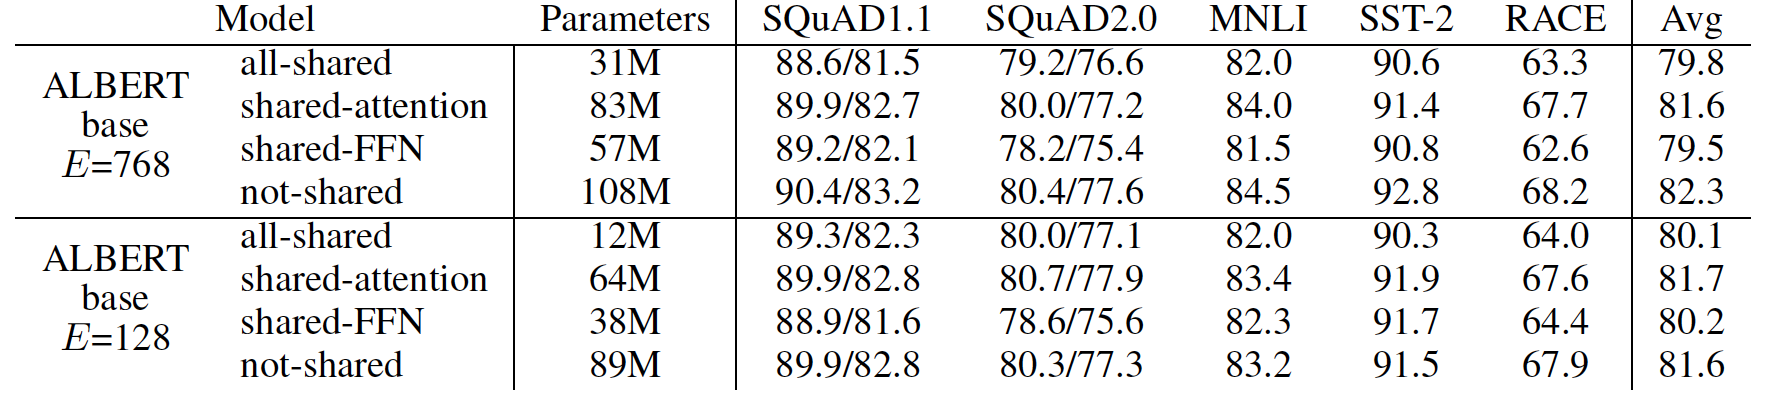 Model Parameters SQuAD1.1 SQuAD2.0 MNLI SST-2 RACE Avg
ALBERT base E=768
all-shared 31M 88.6/81.5 79.2/76.6 82.0 90.6 63.3 79.8
shared-attention 83M 89.9/82.7 80.0/77.2 84.0 91.4 67.7 81.6
shared-FFN 57M 89.2/82.1 78.2/75.4 81.5 90.8 62.6 79.5
not-shared 108M 90.4/83.2 80.4/77.6 84.5 92.8 68.2 82.3
ALBERT base E=128
all-shared 12M 89.3/82.3 80.0/77.1 82.0 90.3 64.0 80.1
shared-attention 64M 89.9/82.8 80.7/77.9 83.4 91.9 67.6 81.7
shared-FFN 38M 88.9/81.6 78.6/75.6 82.3 91.7 64.4 80.2
not-shared 89M 89.9/82.8 80.3/77.3 83.2 91.5 67.9 81.6